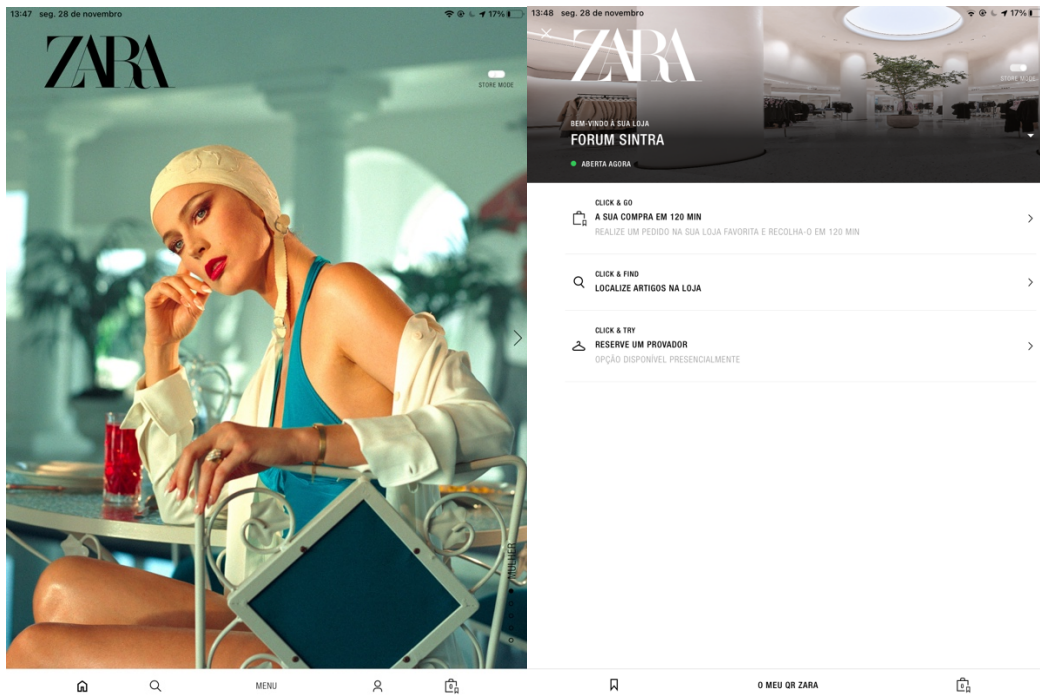 13:47 seg. 28 de novembro
17%
ZARA
STORE MODE
MULHER
MENU
0
13:48 seg. 28 de novembro
17%
ZARA
STORE MODE
BEM-VINDO À SUA LOJA
FORUM SINTRA
ABERTA AGORA
CLICK & GO
A SUA COMPRA EM 120 MIN
REALIZE UM PEDIDO NA SUA LOJA FAVORITA E RECOLHA-O EM 120 MIN
CLICK & FIND
LOCALIZE ARTIGOS NA LOJA
CLICK & TRY
RESERVE UM PROVADOR
OPÇÃO DISPONÍVEL PRESENCIALMENTE
O MEU QR ZARA
0